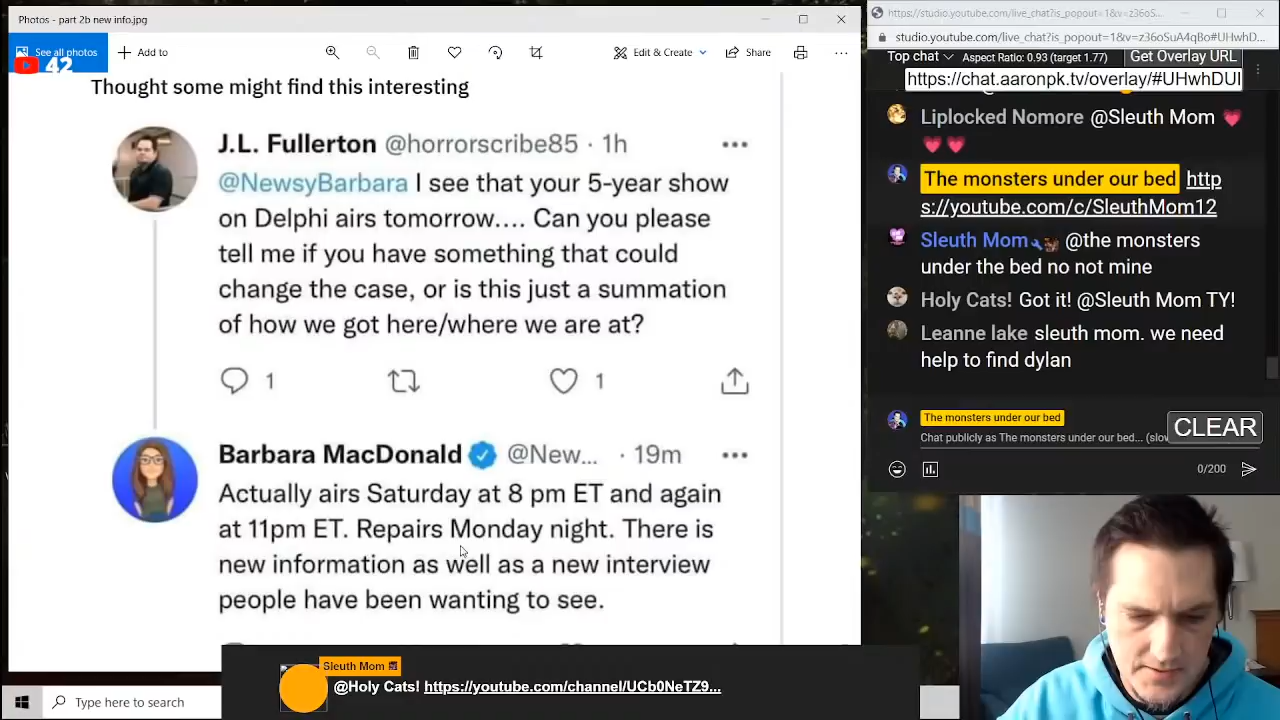 Photos - part 2b new info.jpg
See all photos
Add to
Edit & Create
Share
42
Thought some might find this interesting
J.L. Fullerton @horrorscribe85 · 1h
@NewsyBarbara I see that your 5-year show
on Delphi airs tomorrow.... Can you please
tell me if you have something that could
change the case, or is this just a summation
of how we got here/where we are at?
1
1
Barbara MacDonald @New... · 19m
Actually airs Saturday at 8 pm ET and again
at 11pm ET. Repairs Monday night. There is
new information as well as a new interview
people have been wanting to see.
Sleuth Mom
@Holy Cats! https://youtube.com/channel/UCb0NeTZ9...
Type here to search
https://studio.youtube.com/live_chat?is_popout=1&v=z36oS...
studio.youtube.com/live_chat?is_popout=1&v=z36oSuA4qBo#UHwhD...
Top chat
Aspect Ratio: 0.93 (target 1.77)
Get Overlay URL
https://chat.aaronpk.tv/overlay/#UHwhDUI
Liplocked Nomore @Sleuth Mom
The monsters under our bed http
s://youtube.com/c/SleuthMom12
Sleuth Mom @the monsters
under the bed no not mine
Holy Cats! Got it! @Sleuth Mom TY!
Leanne lake sleuth mom. we need
help to find dylan
The monsters under our bed
Chat publicly as The monsters under our bed... (slo
CLEAR
0/200